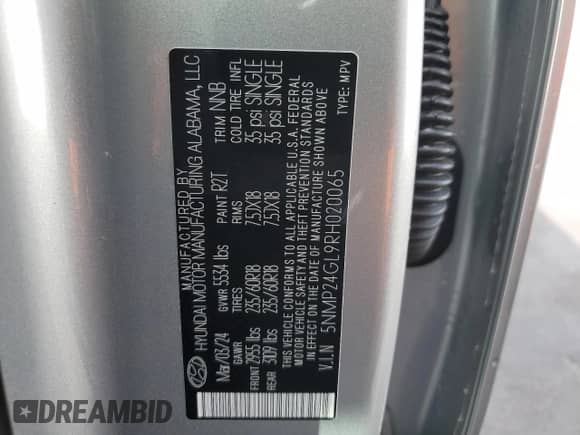 MANUFACTURED BY
HYUNDAI MOTOR MANUFACTURING ALABAMA, LLC
Mar/03/24 GVWR 5534 lbs PAINT R2T TRIM NNB
GAWR TIRES RIMS COLD TIRE INFL
FRONT 2955 lbs 235/60R18 7.5JX18 35 psi SINGLE
REAR 3009 lbs 235/60R18 7.5JX18 35 psi SINGLE
THIS VEHICLE CONFORMS TO ALL APPLICABLE U.S.A. FEDERAL
MOTOR VEHICLE SAFETY AND THEFT PREVENTION STANDARDS
IN EFFECT ON THE DATE OF MANUFACTURE SHOWN ABOVE
V.I.N 5NMP24GL9RH020065 TYPE: MPV
DREAMBID